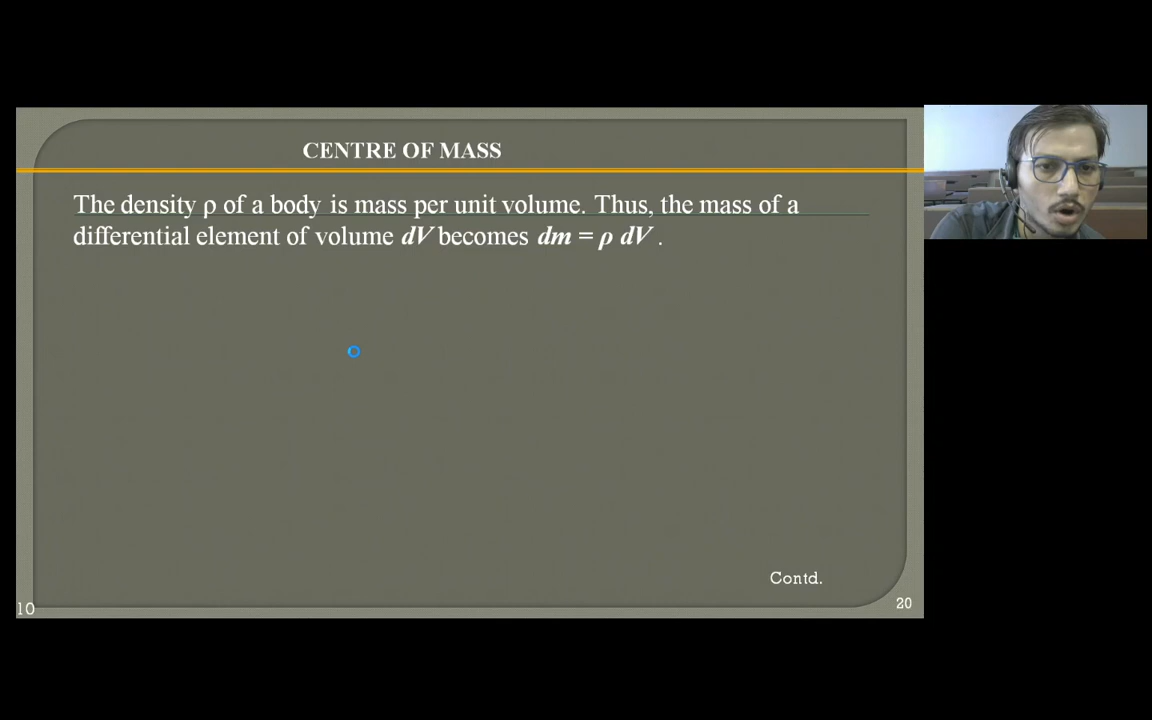 CENTRE OF MASS
The density ρ of a body is mass per unit volume. Thus, the mass of a
differential element of volume dV becomes dm = ρ dV .
Contd.
10
20